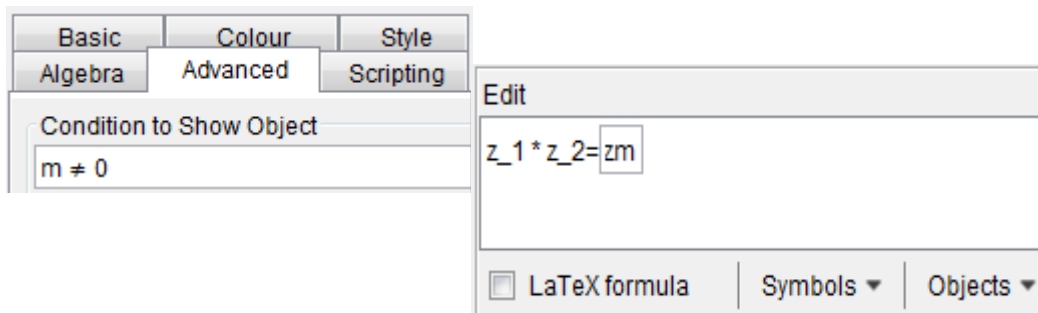 Basic Colour Style
Algebra Advanced Scripting
Condition to Show Object
m ≠ 0
Edit
z_1 * z_2=zm
LaTeX formula Symbols Objects